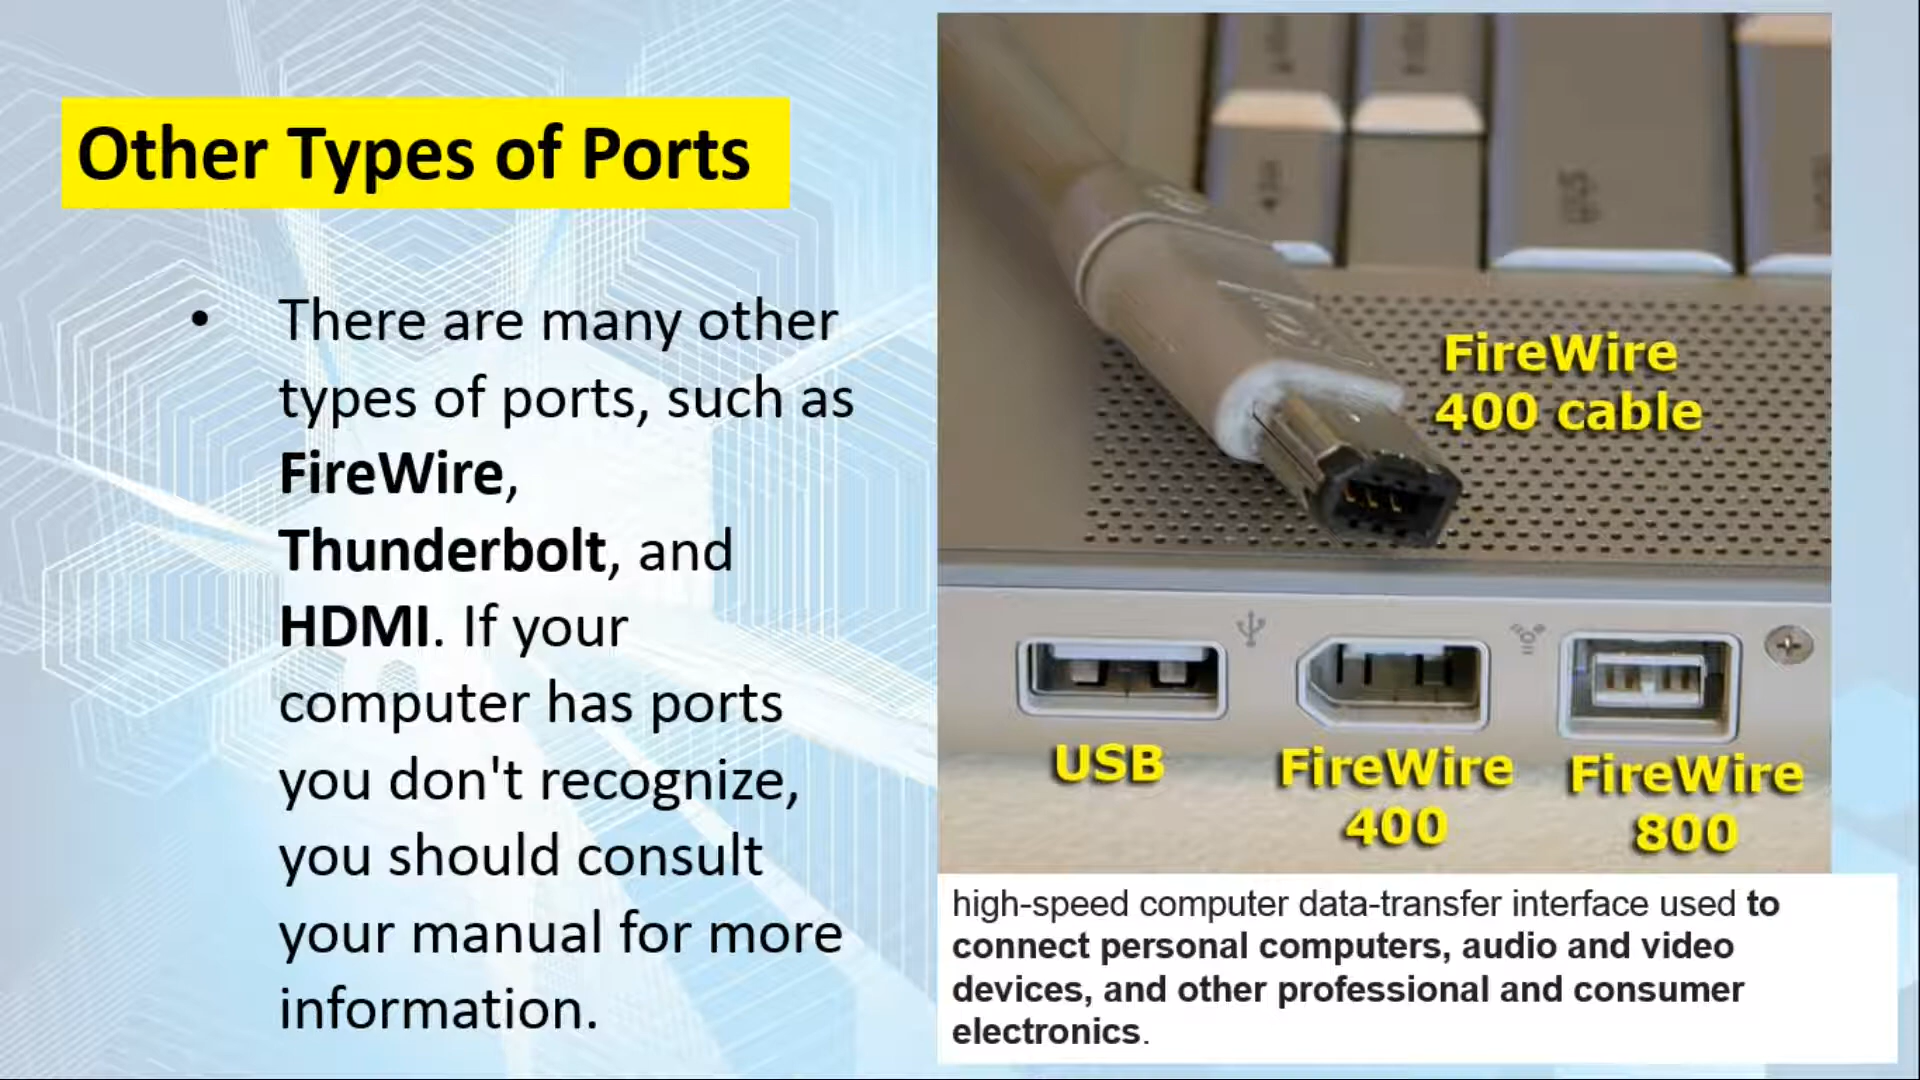 Other Types of Ports
• There are many other
types of ports, such as
FireWire,
Thunderbolt, and
HDMI. If your
computer has ports
you don't recognize,
you should consult
your manual for more
information.
FireWire
400 cable
USB
FireWire
400
FireWire
800
high-speed computer data-transfer interface used to
connect personal computers, audio and video
devices, and other professional and consumer
electronics.